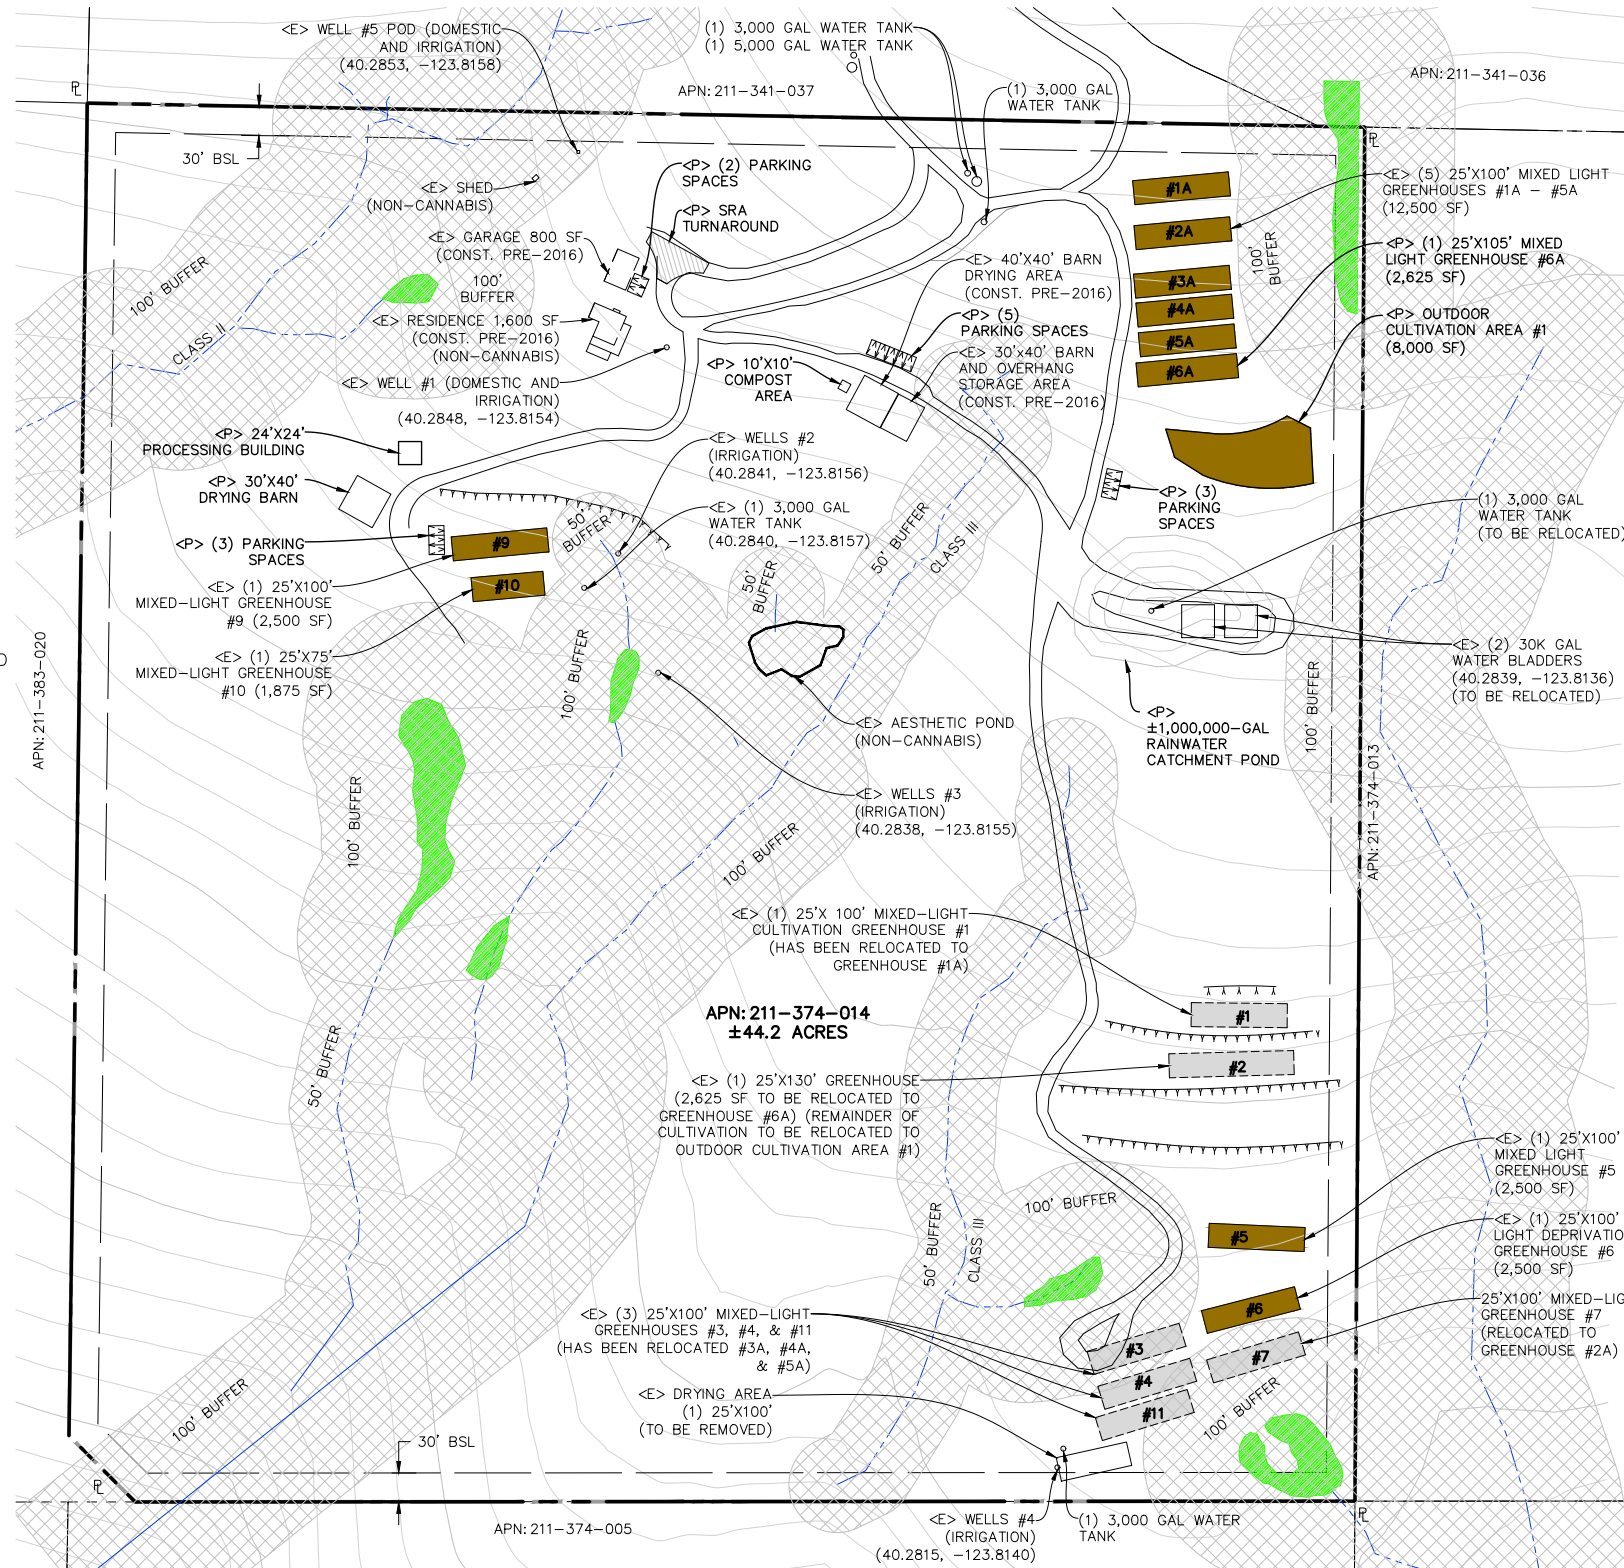 <E> WELL #5 POD (DOMESTIC
AND IRRIGATION)
(40.2853, -123.8158)
(1) 3,000 GAL WATER TANK
(1) 5,000 GAL WATER TANK
APN: 211-341-037
(1) 3,000 GAL
WATER TANK
APN: 211-341-036
PL
PL
30' BSL
<E> SHED
(NON-CANNABIS)
<P> (2) PARKING
SPACES
<P> SRA
TURNAROUND
<E> GARAGE 800 SF
(CONST. PRE-2016)
100'
BUFFER
<E> RESIDENCE 1,600 SF
(CONST. PRE-2016)
(NON-CANNABIS)
<E> WELL #1 (DOMESTIC AND
IRRIGATION)
(40.2848, -123.8154)
100' BUFFER
CLASS II
<E> 40'X40' BARN
DRYING AREA
(CONST. PRE-2016)
<P> (5)
PARKING SPACES
<E> 30'x40' BARN
AND OVERHANG
STORAGE AREA
(CONST. PRE-2016)
<P> 10'X10'
COMPOST
AREA
#1A
#2A
#3A
#4A
#5A
#6A
100'
BUFFER
<E> (5) 25'X100' MIXED LIGHT
GREENHOUSES #1A - #5A
(12,500 SF)
<P> (1) 25'X105' MIXED
LIGHT GREENHOUSE #6A
(2,625 SF)
<P> OUTDOOR
CULTIVATION AREA #1
(8,000 SF)
<P> 24'X24'
PROCESSING BUILDING
<P> 30'X40'
DRYING BARN
<P> (3) PARKING
SPACES
<E> (1) 25'X100'
MIXED-LIGHT GREENHOUSE
#9 (2,500 SF)
<E> (1) 25'X75'
MIXED-LIGHT GREENHOUSE
#10 (1,875 SF)
#9
#10
50'
BUFFER
<E> WELLS #2
(IRRIGATION)
(40.2841, -123.8156)
<E> (1) 3,000 GAL
WATER TANK
(40.2840, -123.8157)
50'
BUFFER
50' BUFFER
CLASS III
<P> (3)
PARKING
SPACES
(1) 3,000 GAL
WATER TANK
(TO BE RELOCATED)
<E> (2) 30K GAL
WATER BLADDERS
(40.2839, -123.8136)
(TO BE RELOCATED)
<P>
±1,000,000-GAL
RAINWATER
CATCHMENT POND
100' BUFFER
APN: 211-374-013
APN: 211-383-020
100' BUFFER
100' BUFFER
<E> AESTHETIC POND
(NON-CANNABIS)
<E> WELLS #3
(IRRIGATION)
(40.2838, -123.8155)
100' BUFFER
<E> (1) 25'X 100' MIXED-LIGHT
CULTIVATION GREENHOUSE #1
(HAS BEEN RELOCATED TO
GREENHOUSE #1A)
APN: 211-374-014
±44.2 ACRES
#1
#2
<E> (1) 25'X130' GREENHOUSE
(2,625 SF TO BE RELOCATED TO
GREENHOUSE #6A) (REMAINDER OF
CULTIVATION TO BE RELOCATED TO
OUTDOOR CULTIVATION AREA #1)
50' BUFFER
<E> (1) 25'X100'
MIXED LIGHT
GREENHOUSE #5
(2,500 SF)
<E> (1) 25'X100'
LIGHT DEPRIVATIO
GREENHOUSE #6
(2,500 SF)
25'X100' MIXED-LIG
GREENHOUSE #7
(RELOCATED TO
GREENHOUSE #2A)
50' BUFFER
CLASS III
100' BUFFER
#5
#6
#7
#3
#4
#11
<E> (3) 25'X100' MIXED-LIGHT
GREENHOUSES #3, #4, & #11
(HAS BEEN RELOCATED #3A, #4A,
& #5A)
<E> DRYING AREA
(1) 25'X100'
(TO BE REMOVED)
100' BUFFER
100' BUFFER
30' BSL
PL
PL
APN: 211-374-005
<E> WELLS #4
(IRRIGATION)
(40.2815, -123.8140)
(1) 3,000 GAL WATER
TANK